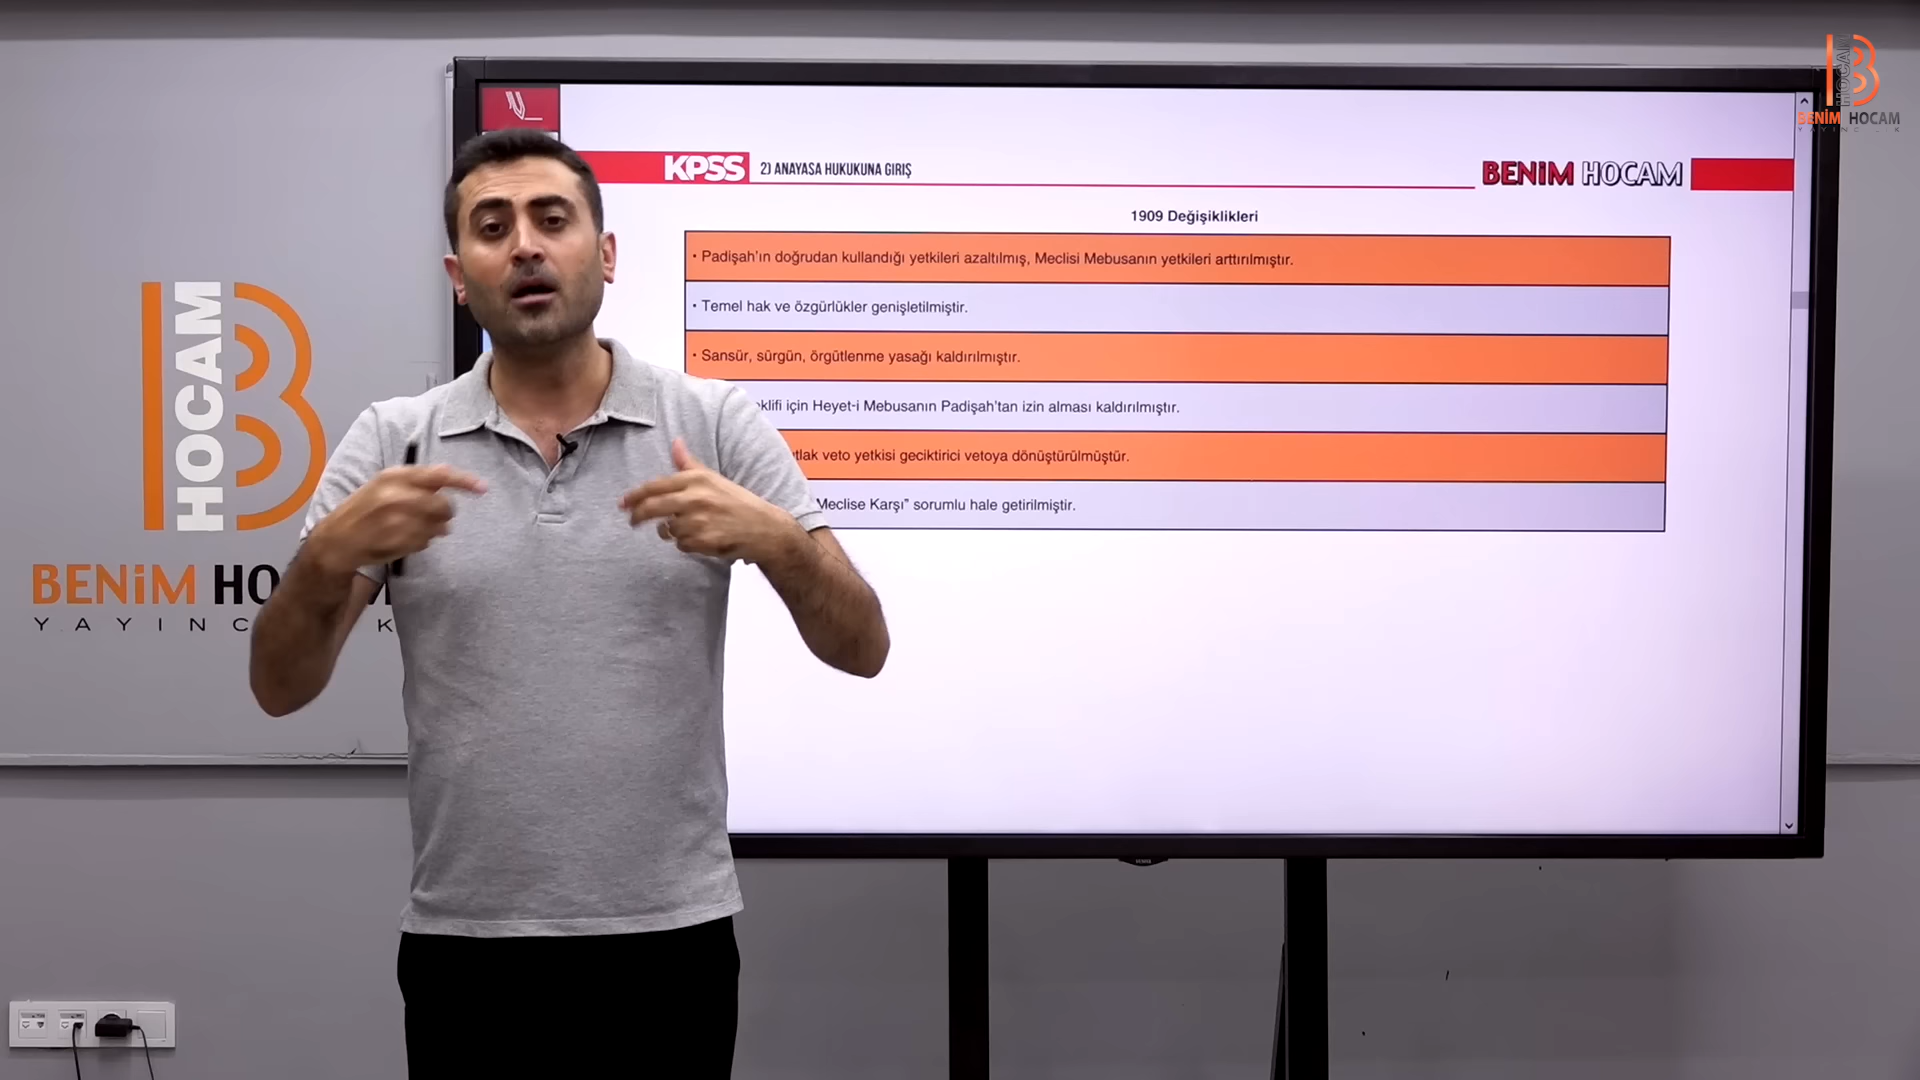 HOCAM
BENİM HOCAM
KPSS
2) ANAYASA HUKUKUNA GİRİŞ
BENİM HOCAM
1909 Değişiklikleri
• Padişah'ın doğrudan kullandığı yetkileri azaltılmış, Meclisi Mebusanın yetkileri arttırılmıştır.
• Temel hak ve özgürlükler genişletilmiştir.
• Sansür, sürgün, örgütlenme yasağı kaldırılmıştır.
için Heyet-i Mebusanın Padişah'tan izin alması kaldırılmıştır.
veto yetkisi geciktirici vetoya dönüştürülmüştür.
Meclise Karşı" sorumlu hale getirilmiştir.
HOCAM
BENİM HO
YAYINC K